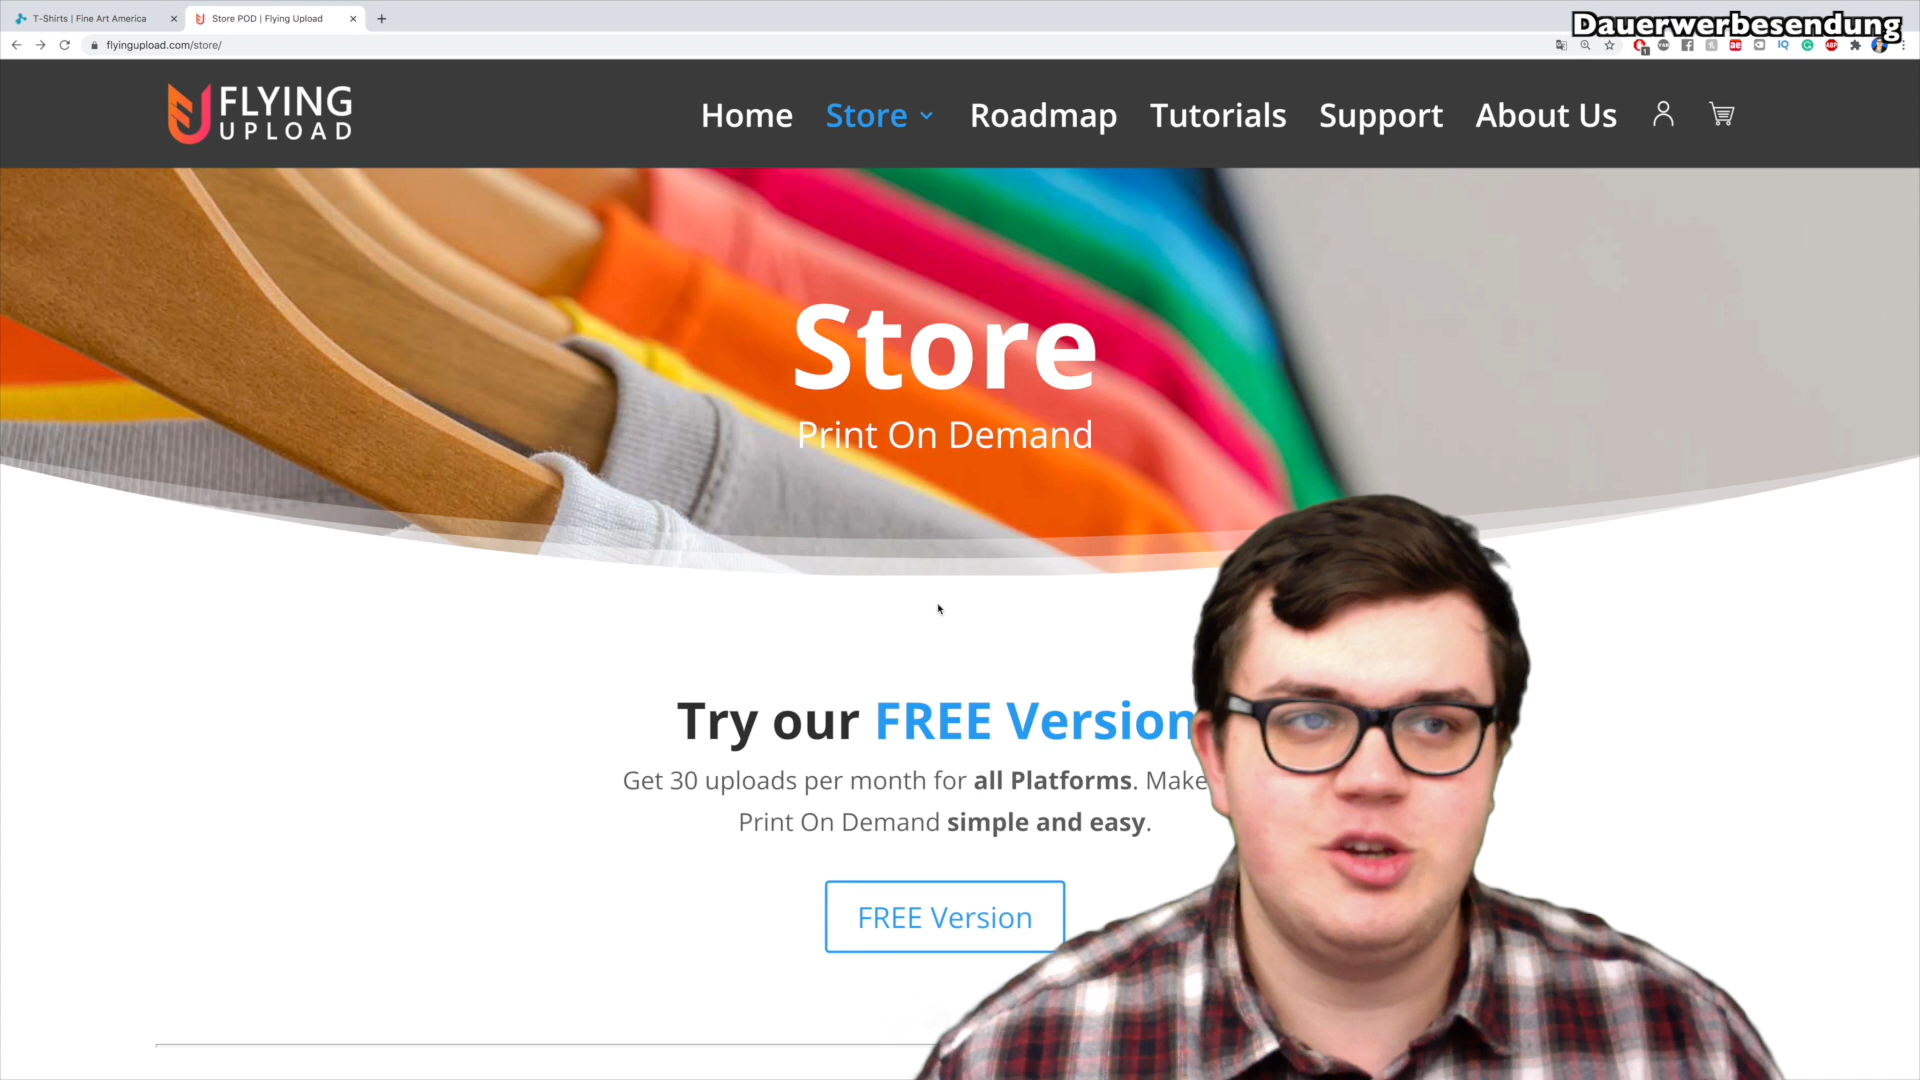 T-Shirts | Fine Art America
Store POD | Flying Upload
Dauerwerbesendung
flyingupload.com/store/
FLYING
UPLOAD
Home
Store
Roadmap
Tutorials
Support
About Us
Store
Print On Demand
Try our FREE Version
Get 30 uploads per month for all Platforms. Make
Print On Demand simple and easy.
FREE Version